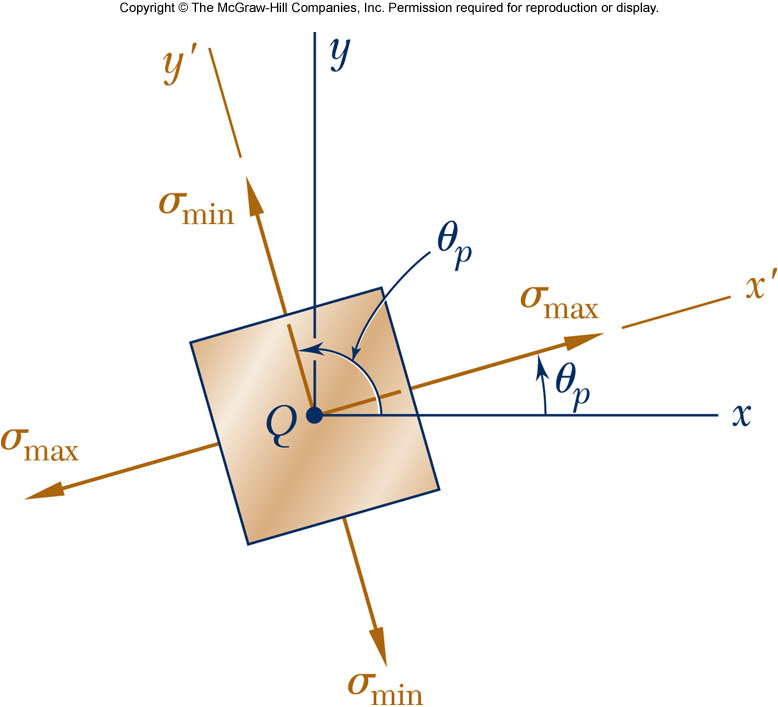 Copyright © The McGraw-Hill Companies, Inc. Permission required for reproduction or display.
y′
y
σmin
θp
x′
σmax
θp
Q
x
σmax
σmin